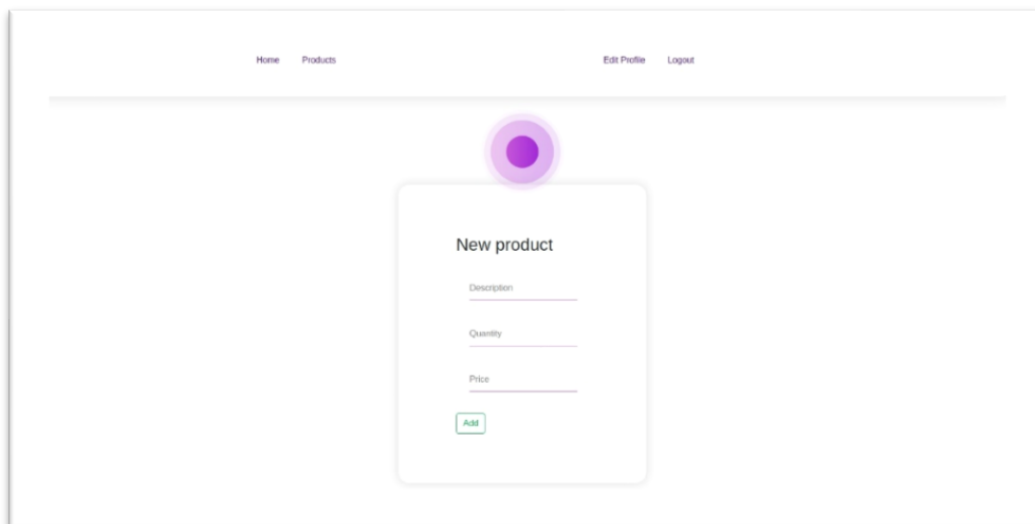 Home Products Edit Profile Logout
New product
Description
Quantity
Price
Add